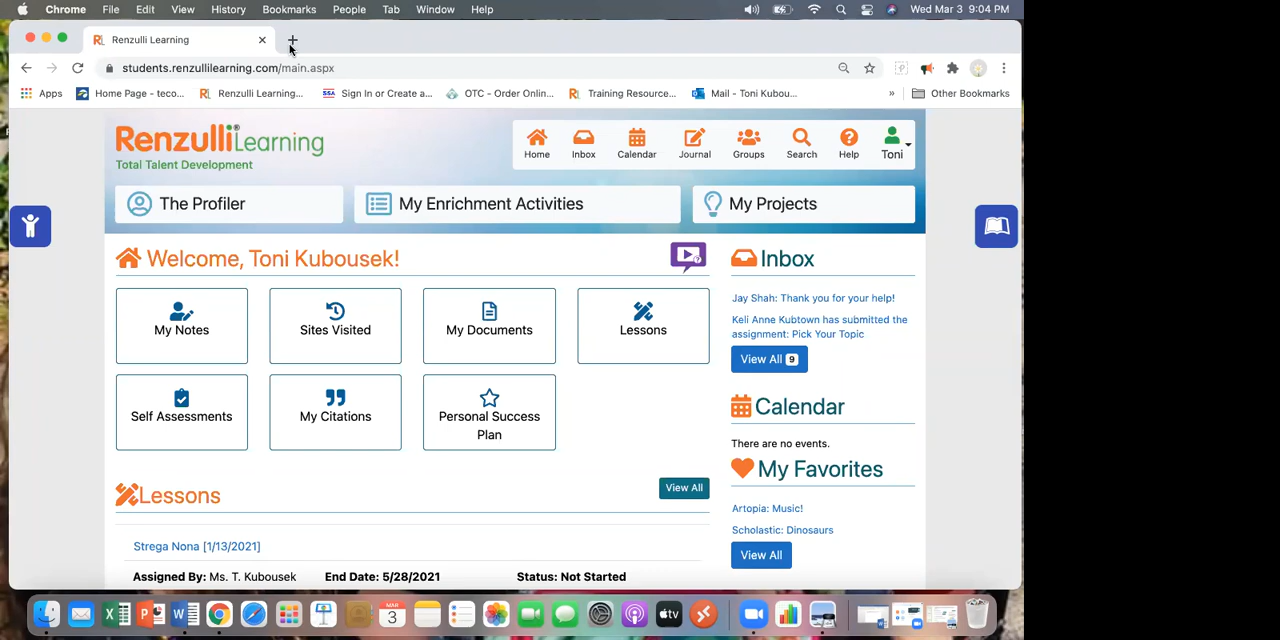 Chrome File Edit View History Bookmarks People Tab Window Help Wed Mar 3 9:04 PM
Renzulli Learning
students.renzullilearning.com/main.aspx
Apps Home Page - teco... Renzulli Learning... Sign In or Create a... OTC - Order Onlin... Training Resource... Mail - Toni Kubou... » Other Bookmarks
Renzulli® Learning
Total Talent Development
Home Inbox Calendar Journal Groups Search Help Toni
The Profiler My Enrichment Activities My Projects
Welcome, Toni Kubousek!
My Notes Sites Visited My Documents Lessons
Self Assessments My Citations Personal Success
Plan
Lessons View All
Strega Nona [1/13/2021]
Assigned By: Ms. T. Kubousek End Date: 5/28/2021 Status: Not Started
Inbox
Jay Shah: Thank you for your help!
Keli Anne Kubtown has submitted the
assignment: Pick Your Topic
View All 9
Calendar
There are no events.
My Favorites
Artopia: Music!
Scholastic: Dinosaurs
View All
MAR
3
tv